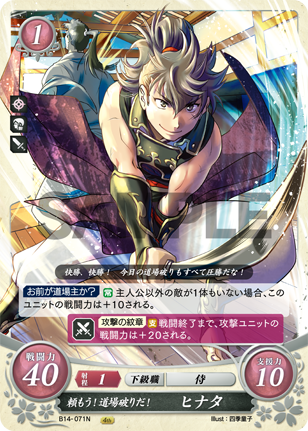 1
SAMPLE
快勝、快勝! 今日の道場破りもすべて圧勝だな!
お前が道場主か? 常 主人公以外の敵が1体もいない場合、この
ユニットの戦闘力は+10される。
攻撃の紋章 支 戦闘終了まで、攻撃ユニットの
戦闘力は+20される。
戦闘力
40
射程 1 下級職 侍
支援力
10
頼もう!道場破りだ! ヒナタ
B14-071N 4th Illust:四季童子